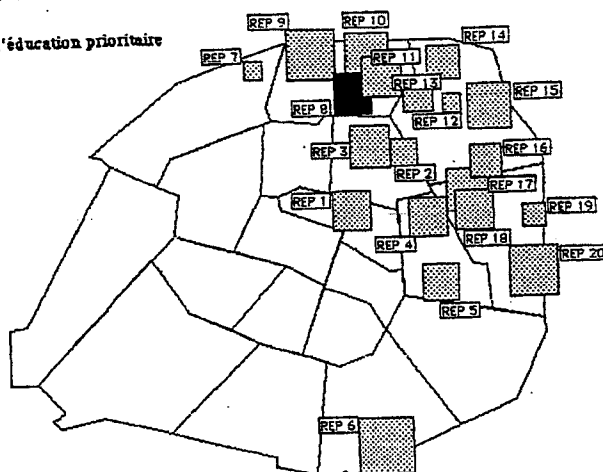 'éducation prioritaire
REP 9
REP 10
REP 14
REP 7
REP 11
REP 13
REP 15
REP 8
REP 12
REP 3
REP 16
REP 2
REP 17
REP 1
REP 19
REP 4
REP 18
REP 20
REP 5
REP 6